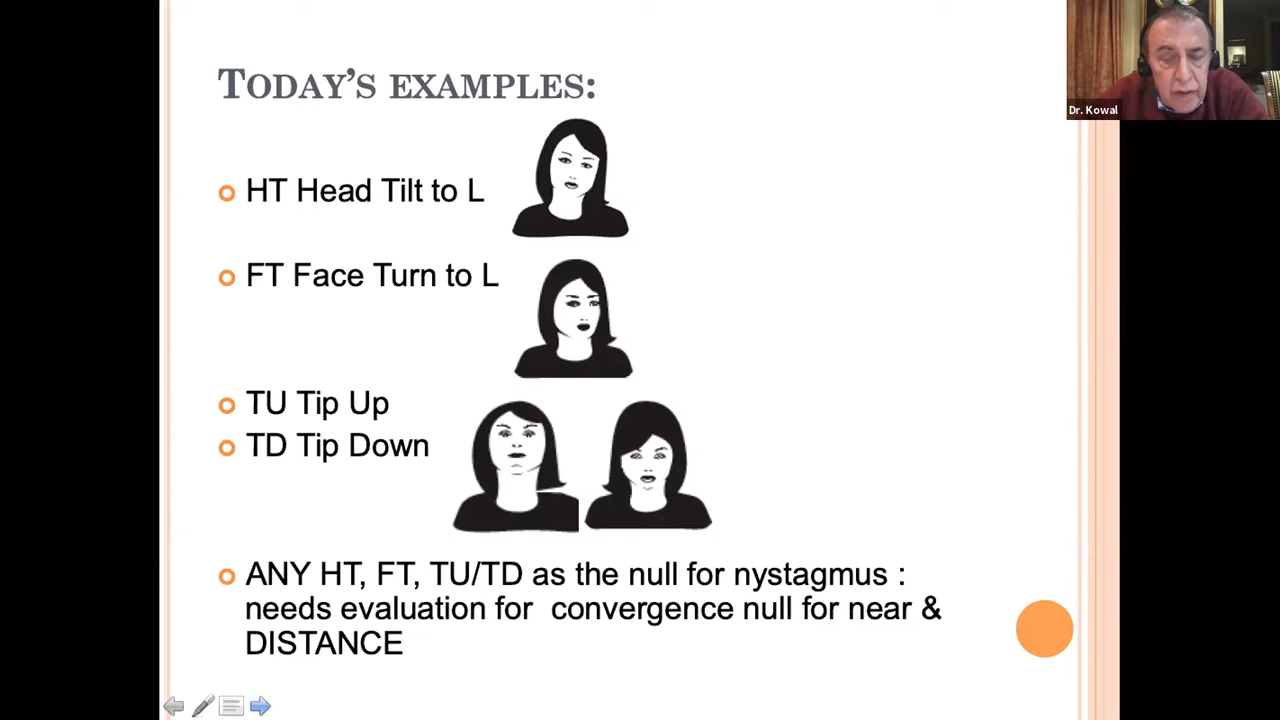 TODAY'S EXAMPLES:
Dr. Kowal
HT Head Tilt to L
FT Face Turn to L
TU Tip Up
TD Tip Down
ANY HT, FT, TU/TD as the null for nystagmus :
needs evaluation for convergence null for near &
DISTANCE